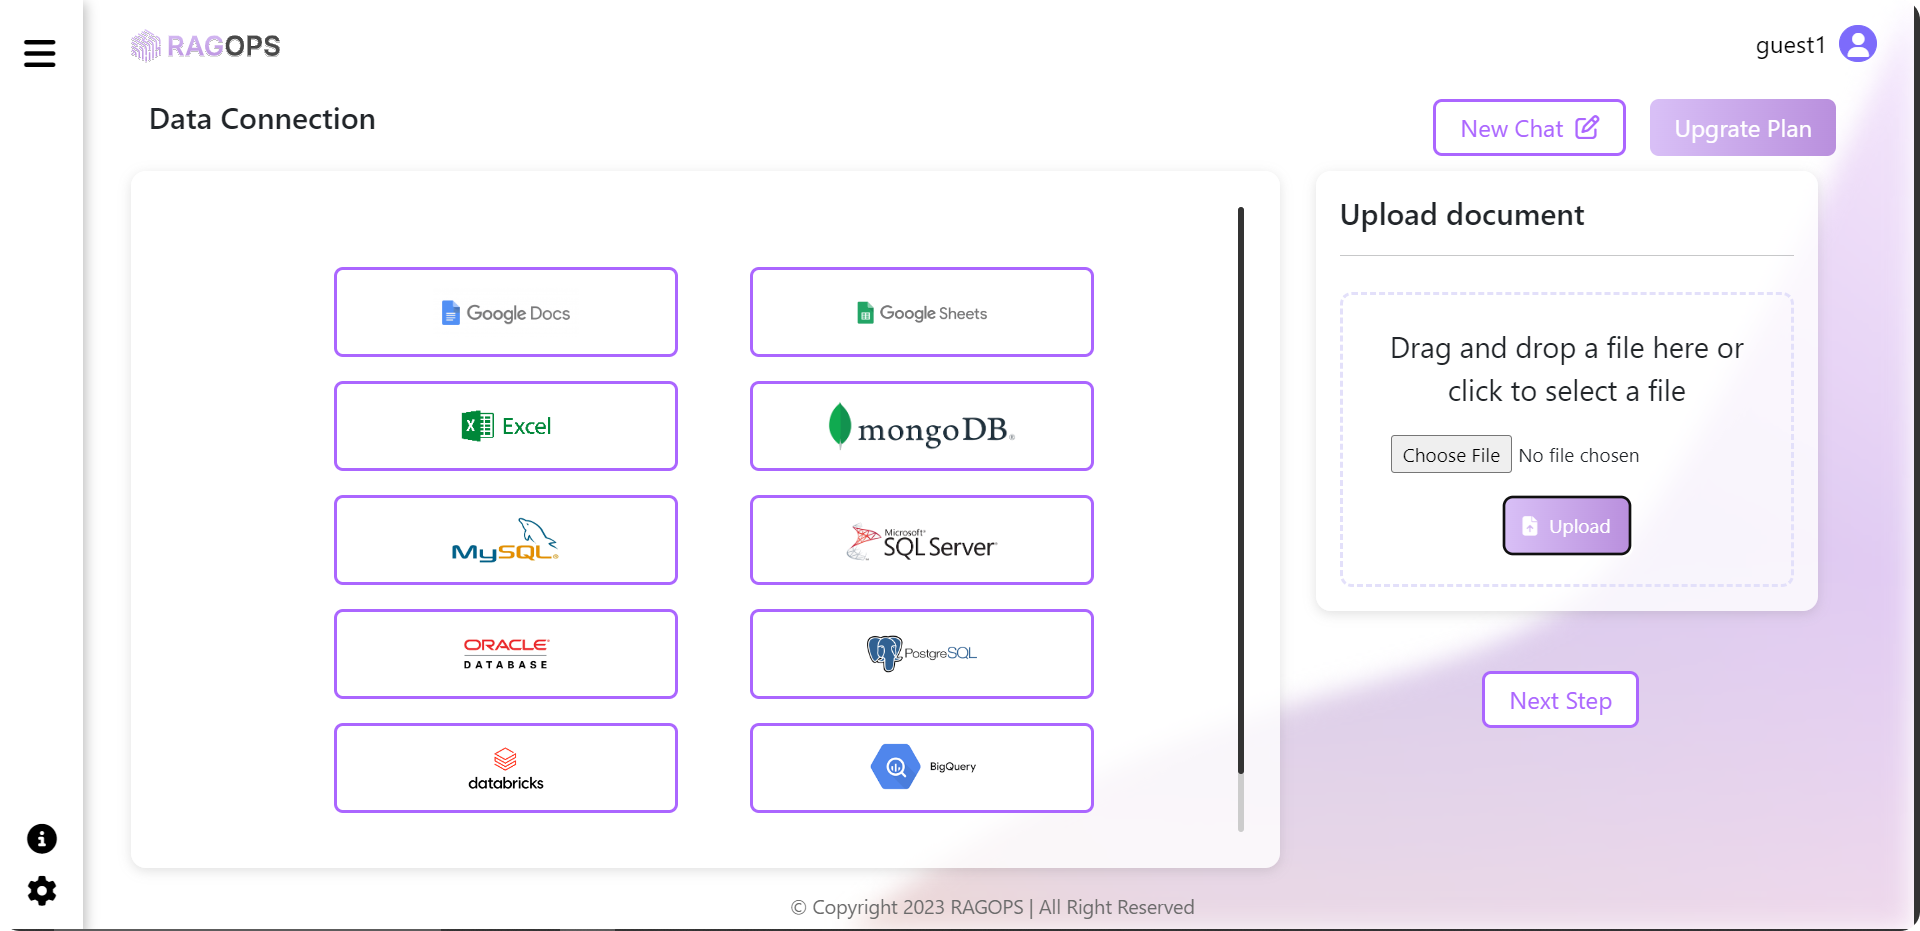 RAGOPS
guest1
Data Connection
New Chat
Upgrate Plan
Google Docs
Google Sheets
Excel
mongoDB®
MySQL®
Microsoft®
SQL Server®
ORACLE®
DATABASE
PostgreSQL
databricks
BigQuery
Upload document
Drag and drop a file here or
click to select a file
Choose File No file chosen
Upload
Next Step
© Copyright 2023 RAGOPS | All Right Reserved